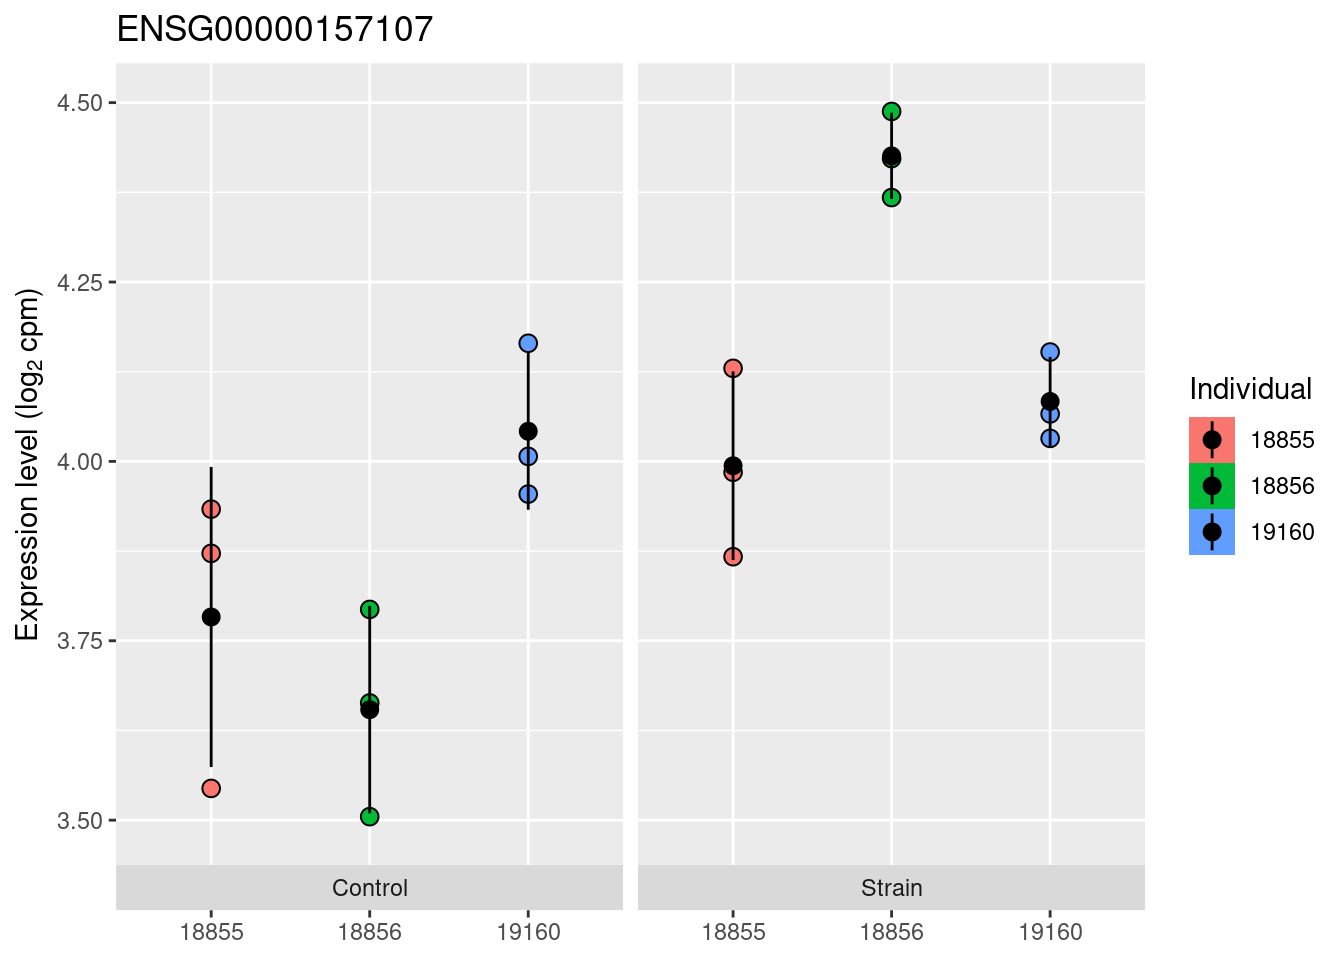 ENSG00000157107
Expression level (log₂ cpm)
4.50
4.25
4.00
3.75
3.50
Control
Strain
18855
18856
19160
18855
18856
19160
Individual
18855
18856
19160